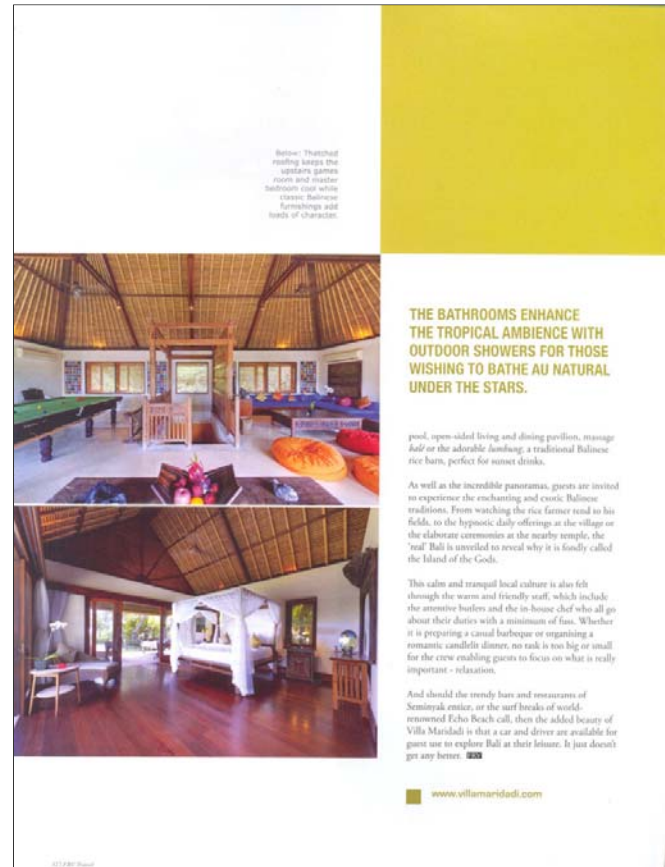 Below: Thatched
roofing keeps the
upstairs games
room and master
bedroom cool while
classic Balinese
furnishings add
loads of character.
THE BATHROOMS ENHANCE
THE TROPICAL AMBIENCE WITH
OUTDOOR SHOWERS FOR THOSE
WISHING TO BATHE AU NATURAL
UNDER THE STARS.
pool, open-sided living and dining pavilion, massage
balé or the adorable lumbung, a traditional Balinese
rice barn, perfect for sunset drinks.
As well as the incredible panoramas, guests are invited
to experience the enchanting and exotic Balinese
traditions. From watching the rice farmer tend to his
fields, to the hypnotic daily offerings at the village or
the elaborate ceremonies at the nearby temple, the
'real' Bali is unveiled to reveal why it is fondly called
the Island of the Gods.
This calm and tranquil local culture is also felt
through the warm and friendly staff, which include
the attentive butlers and the in-house chef who all go
about their duties with a minimum of fuss. Whether
it is preparing a casual barbeque or organising a
romantic candlelit dinner, no task is too big or small
for the crew enabling guests to focus on what is really
important - relaxation.
And should the trendy bars and restaurants of
Seminyak entice, or the surf breaks of world-
renowned Echo Beach call, then the added beauty of
Villa Maridadi is that a car and driver are available for
guest use to explore Bali at their leisure. It just doesn't
get any better.
www.villamaridadi.com